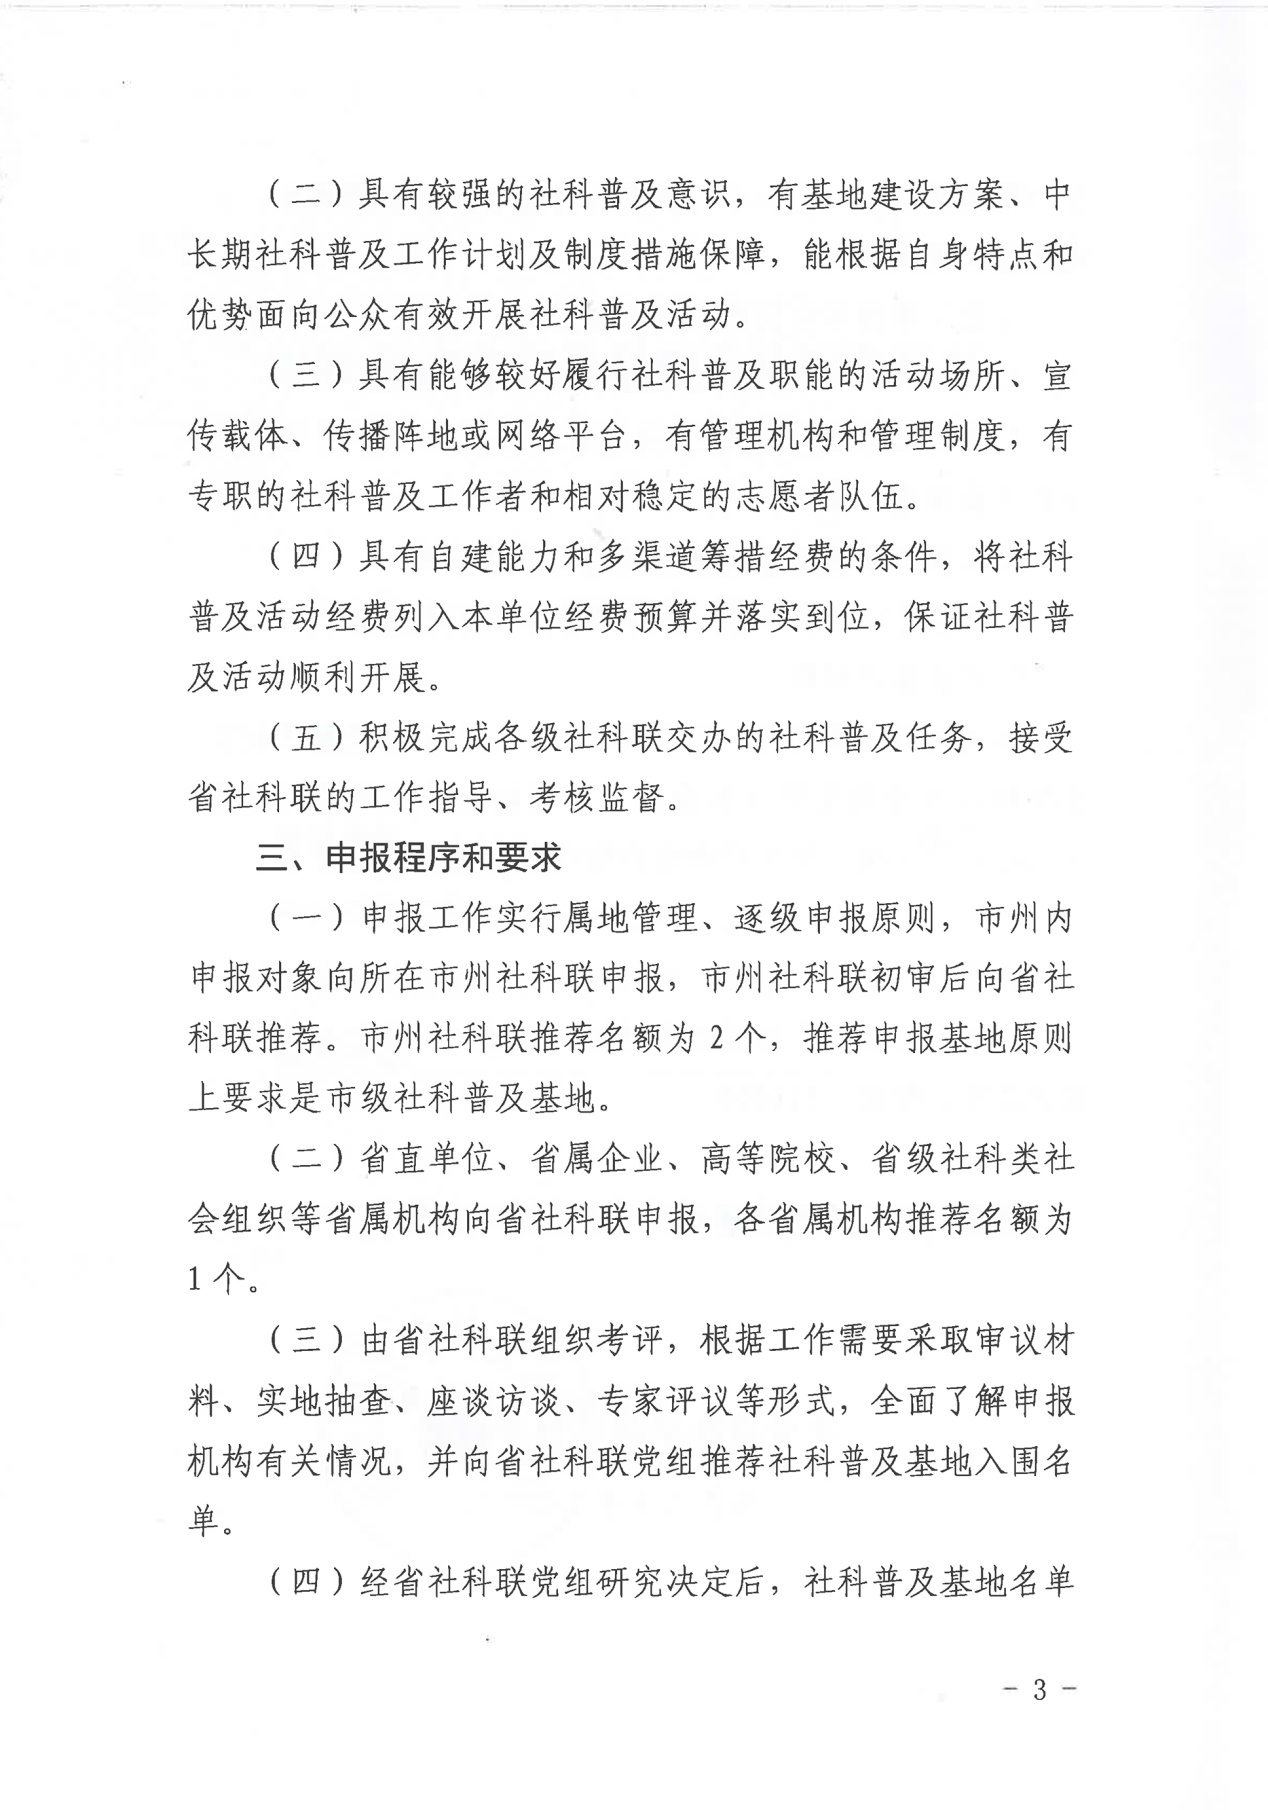 （二）具有较强的社科普及意识，有基地建设方案、中
长期社科普及工作计划及制度措施保障，能根据自身特点和
优势面向公众有效开展社科普及活动。
（三）具有能够较好履行社科普及职能的活动场所、宣
传载体、传播阵地或网络平台，有管理机构和管理制度，有
专职的社科普及工作者和相对稳定的志愿者队伍。
（四）具有自建能力和多渠道筹措经费的条件，将社科
普及活动经费列入本单位经费预算并落实到位，保证社科普
及活动顺利开展。
（五）积极完成各级社科联交办的社科普及任务，接受
省社科联的工作指导、考核监督。
三、申报程序和要求
（一）申报工作实行属地管理、逐级申报原则，市州内
申报对象向所在市州社科联申报，市州社科联初审后向省社
科联推荐。市州社科联推荐名额为 2 个，推荐申报基地原则
上要求是市级社科普及基地。
（二）省直单位、省属企业、高等院校、省级社科类社
会组织等省属机构向省社科联申报，各省属机构推荐名额为
1 个。
（三）由省社科联组织考评，根据工作需要采取审议材
料、实地抽查、座谈访谈、专家评议等形式，全面了解申报
机构有关情况，并向省社科联党组推荐社科普及基地入围名
单。
（四）经省社科联党组研究决定后，社科普及基地名单
- 3 -